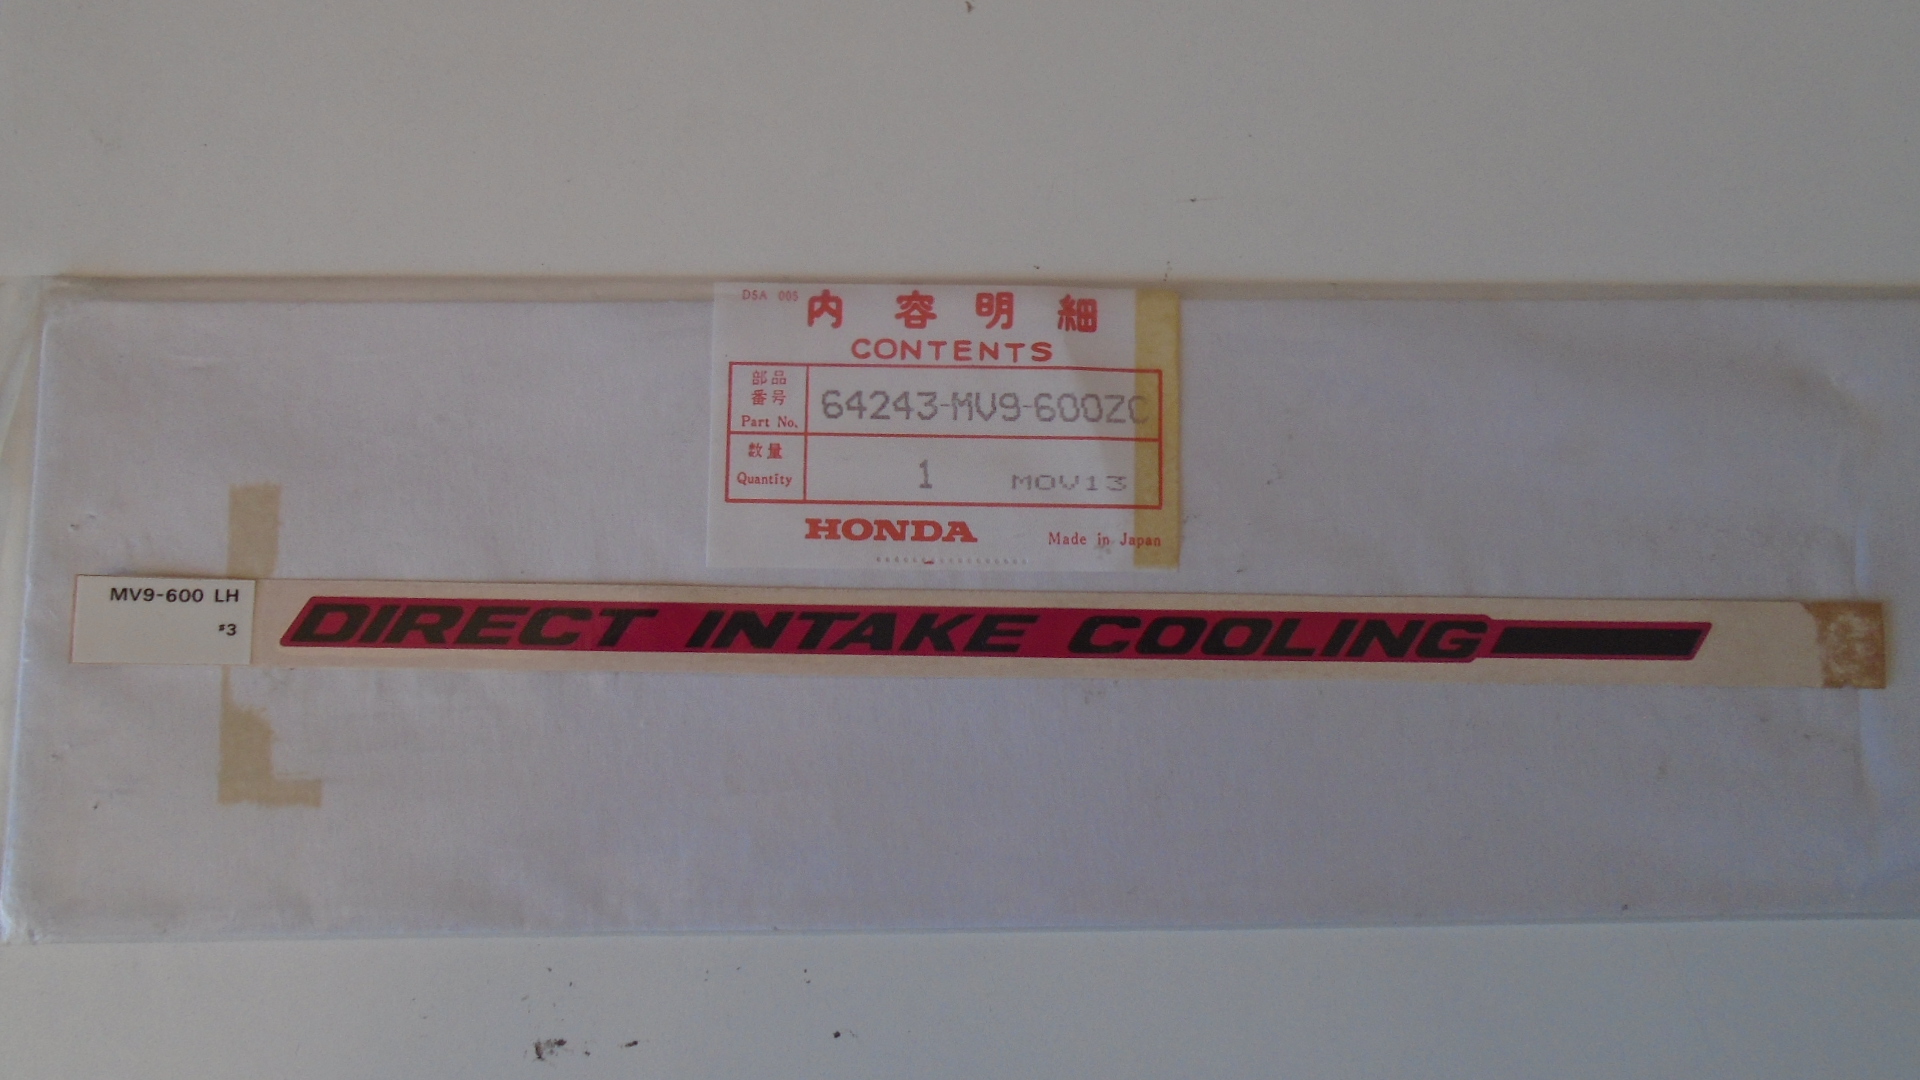 DSA 005
内容明細
CONTENTS
部品
番号
Part No.
64243-MV9-600ZC
数量
Quantity
1 MOV13
HONDA
Made in Japan
MV9-600 LH
#3
DIRECT INTAKE COOLING